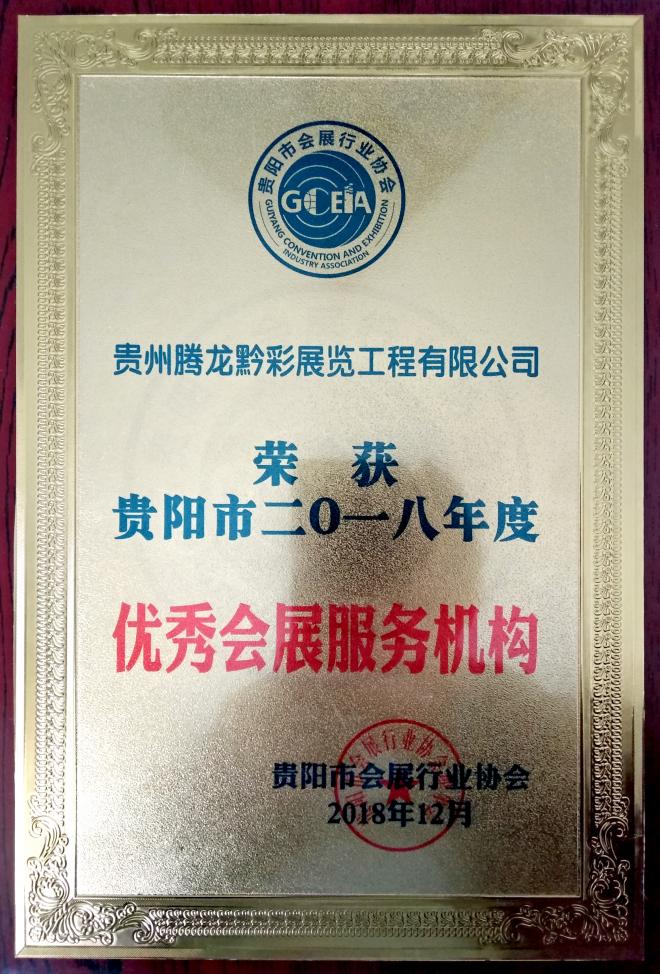 贵阳市会展行业协会
GCEIA
GUIYANG CONVENTION AND EXHIBITION
INDUSTRY ASSOCIATION
贵州腾龙黔彩展览工程有限公司
荣 获
贵阳市二0一八年度
优秀会展服务机构
贵阳市会展行业协会
2018年12月